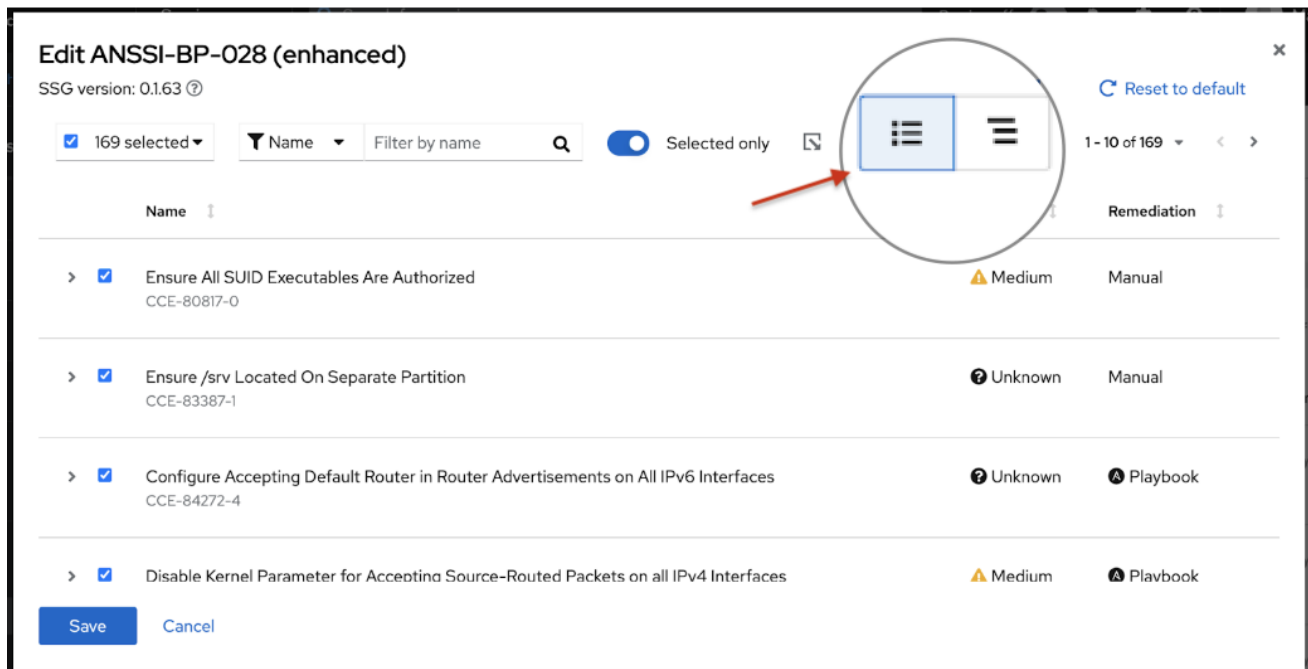 Edit ANSSI-BP-028 (enhanced)
SSG version: 0.1.63
Reset to default
169 selected Name Filter by name Selected only 1 - 10 of 169
Name Remediation
Ensure All SUID Executables Are Authorized Medium Manual
CCE-80817-0
Ensure /srv Located On Separate Partition Unknown Manual
CCE-83387-1
Configure Accepting Default Router in Router Advertisements on All IPv6 Interfaces Unknown Playbook
CCE-84272-4
Disable Kernel Parameter for Accepting Source-Routed Packets on all IPv4 Interfaces Medium Playbook
Save Cancel